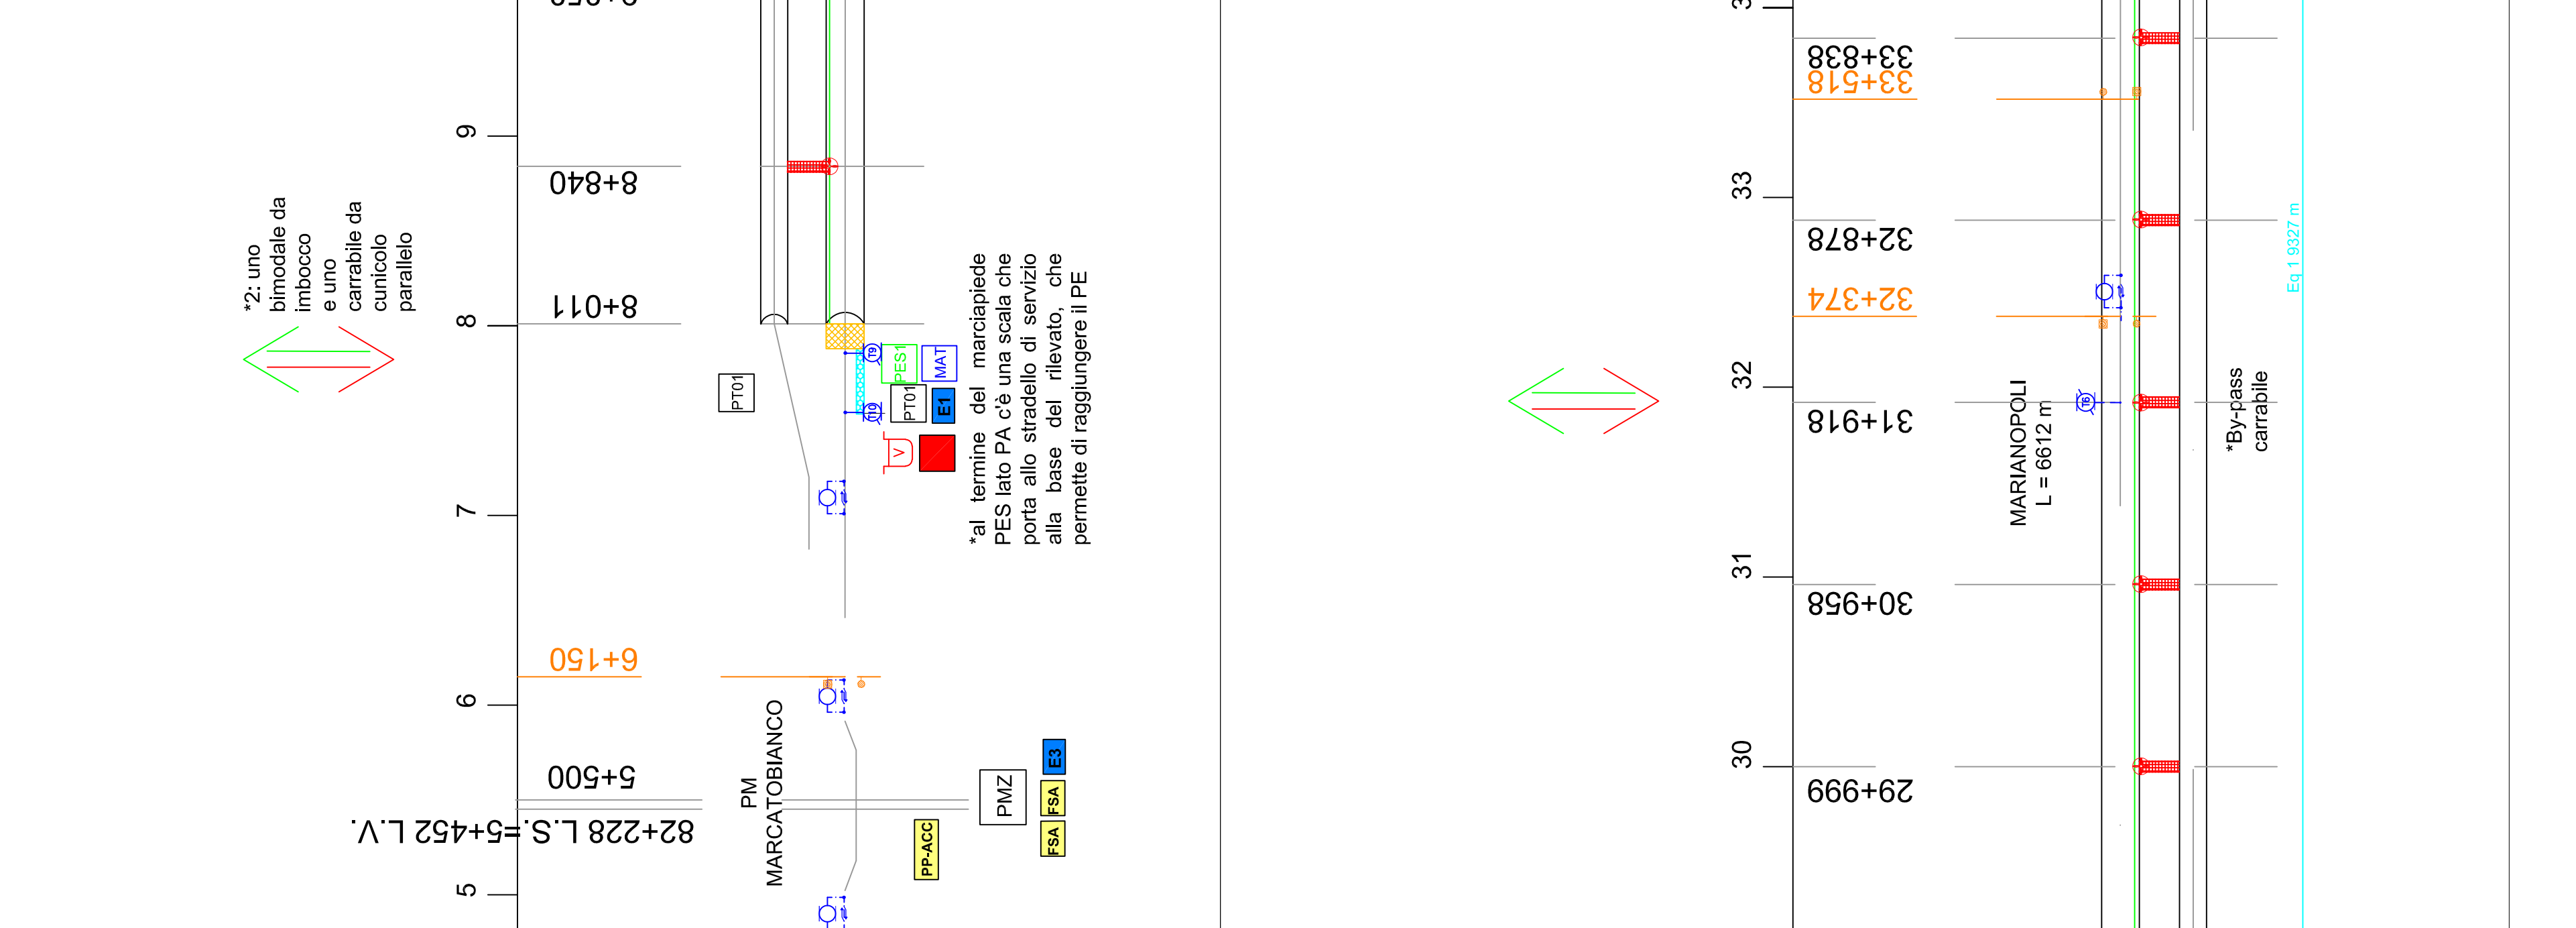 9
8
7
6
5
8+840
8+011
6+150
5+500
82+228 L.S.=5+452 L.V.
*2: uno
bimodale da
imbocco
e uno
carrabile da
cunicolo
parallelo
PT01
T9
T10
PES1
MAT
PT01
E1
V
*al termine del marciapiede
PES lato PA c'è una scala che
porta allo stradello di servizio
alla base del rilevato, che
permette di raggiungere il PE
PM
MARCATOBIANCO
PP-ACC
PMZ
E3
FSA
FSA
33
32
31
30
33+838
33+518
32+878
32+374
31+918
30+958
29+999
MARIANOPOLI
L = 6612 m
T6
*By-pass
carrabile
Eq 1 9327 m